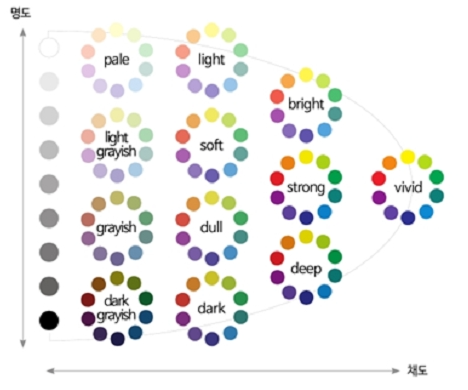 명도
pale
light
bright
light
grayish
soft
strong
vivid
grayish
dull
deep
dark
grayish
dark
채도